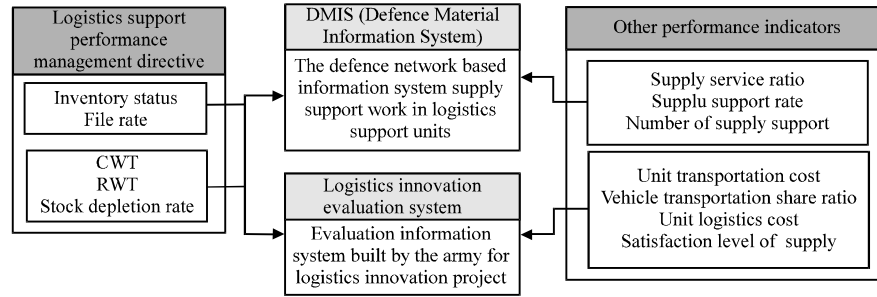 Logistics support
performance
management directive
Inventory status
File rate
CWT
RWT
Stock depletion rate
DMIS (Defence Material
Information System)
The defence network based
information system supply
support work in logistics
support units
Logistics innovation
evaluation system
Evaluation information
system built by the army for
logistics innovation project
Other performance indicators
Supply service ratio
Supplu support rate
Number of supply support
Unit transportation cost
Vehicle transportation share ratio
Unit logistics cost
Satisfaction level of supply